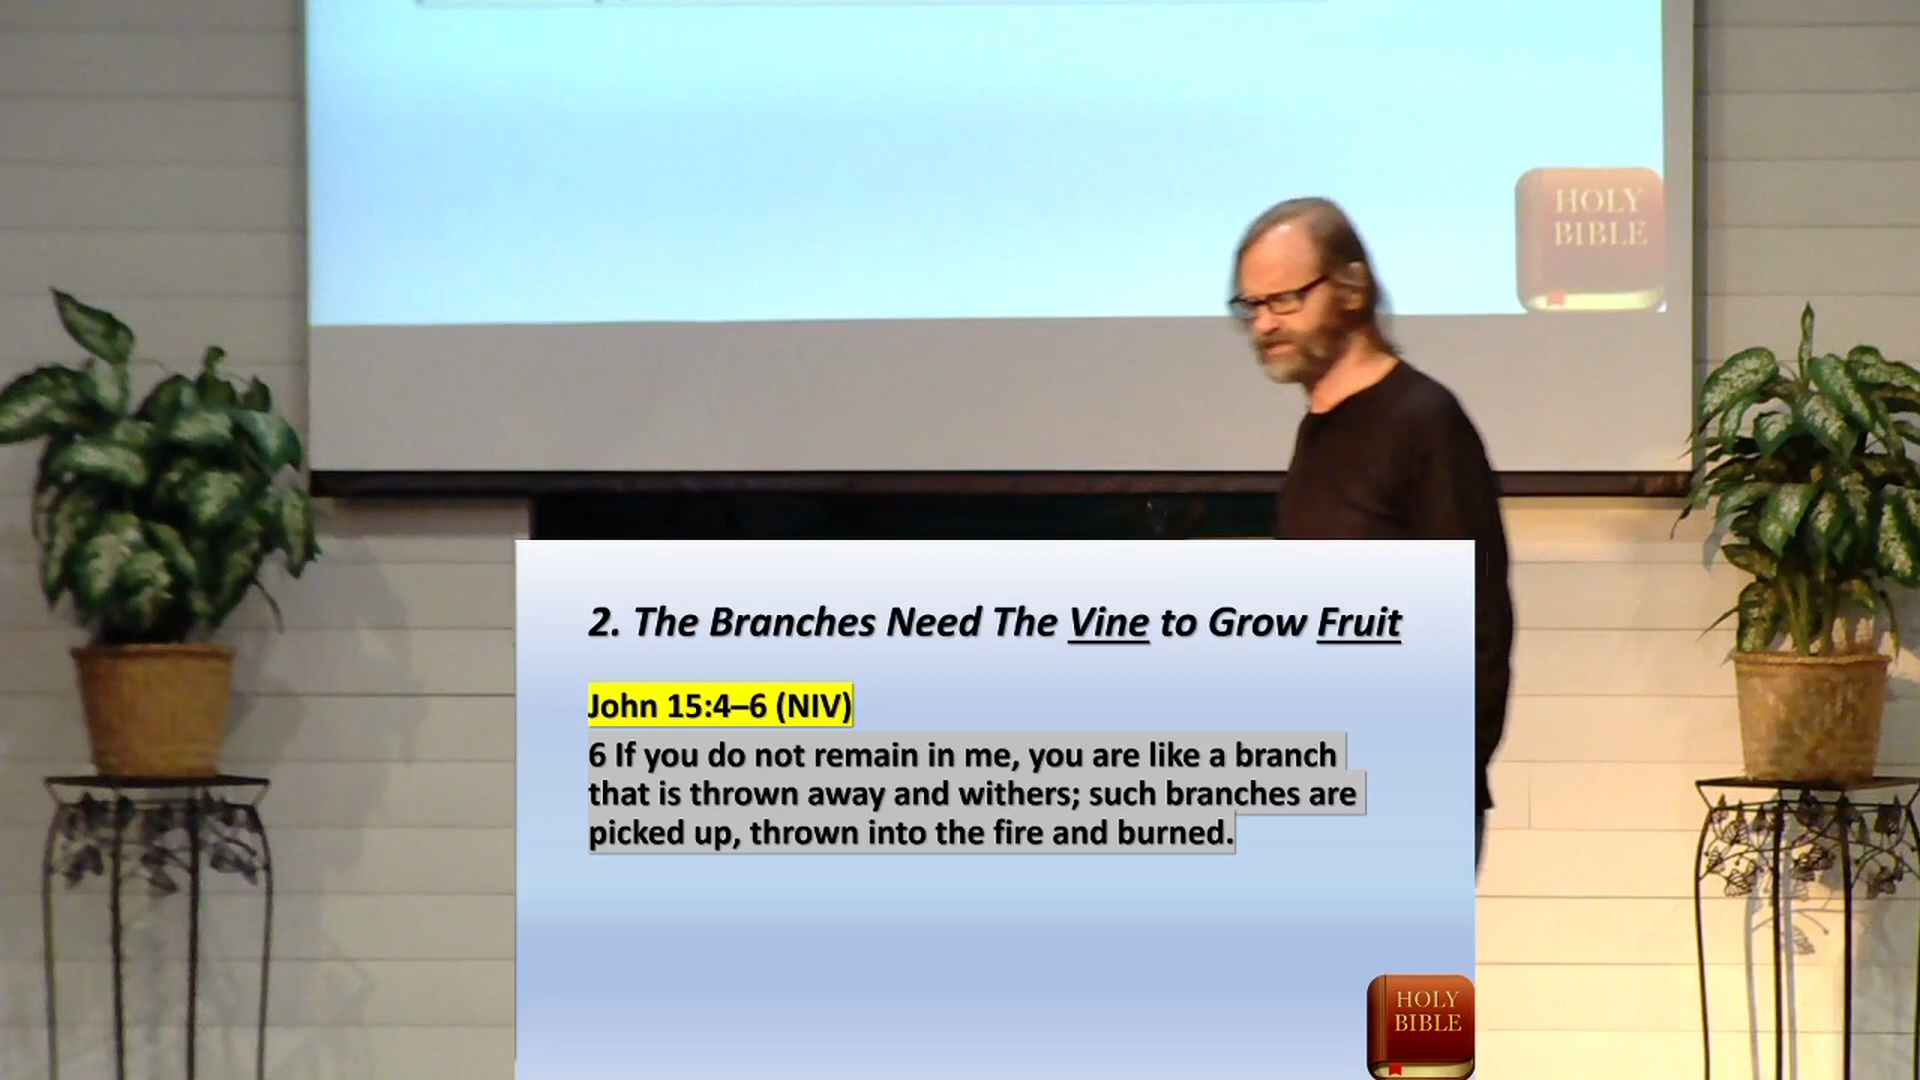 HOLY
BIBLE
2. The Branches Need The Vine to Grow Fruit
John 15:4–6 (NIV)
6 If you do not remain in me, you are like a branch
that is thrown away and withers; such branches are
picked up, thrown into the fire and burned.
HOLY
BIBLE